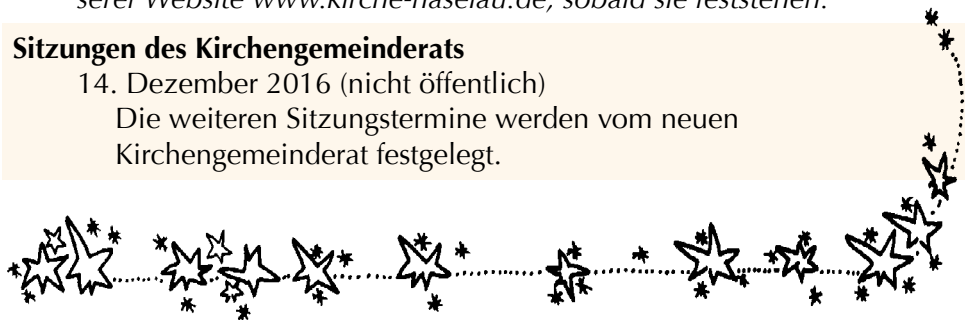 serer Website www.kirche-haselau.de, sobald sie feststehen.
Sitzungen des Kirchengemeinderats
14. Dezember 2016 (nicht öffentlich)
Die weiteren Sitzungstermine werden vom neuen
Kirchengemeinderat festgelegt.